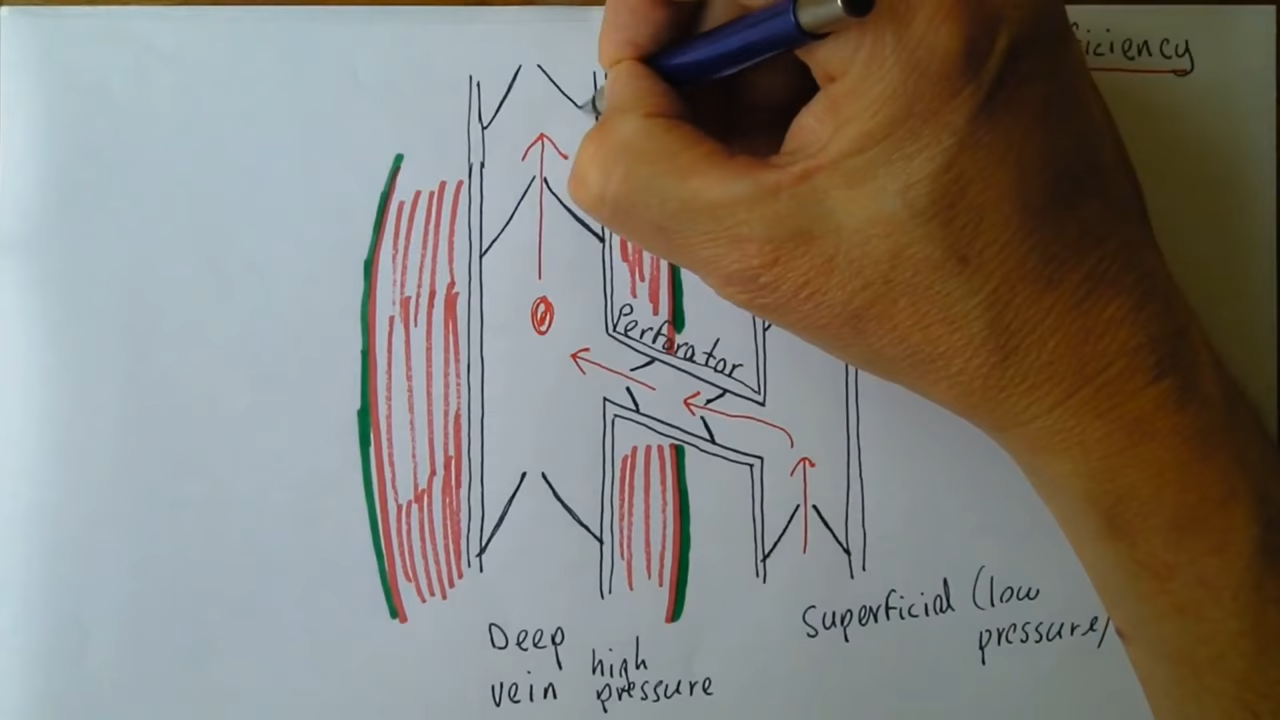 ficiency
Perforator
Deep
vein
high
pressure
Superficial (low
pressure)